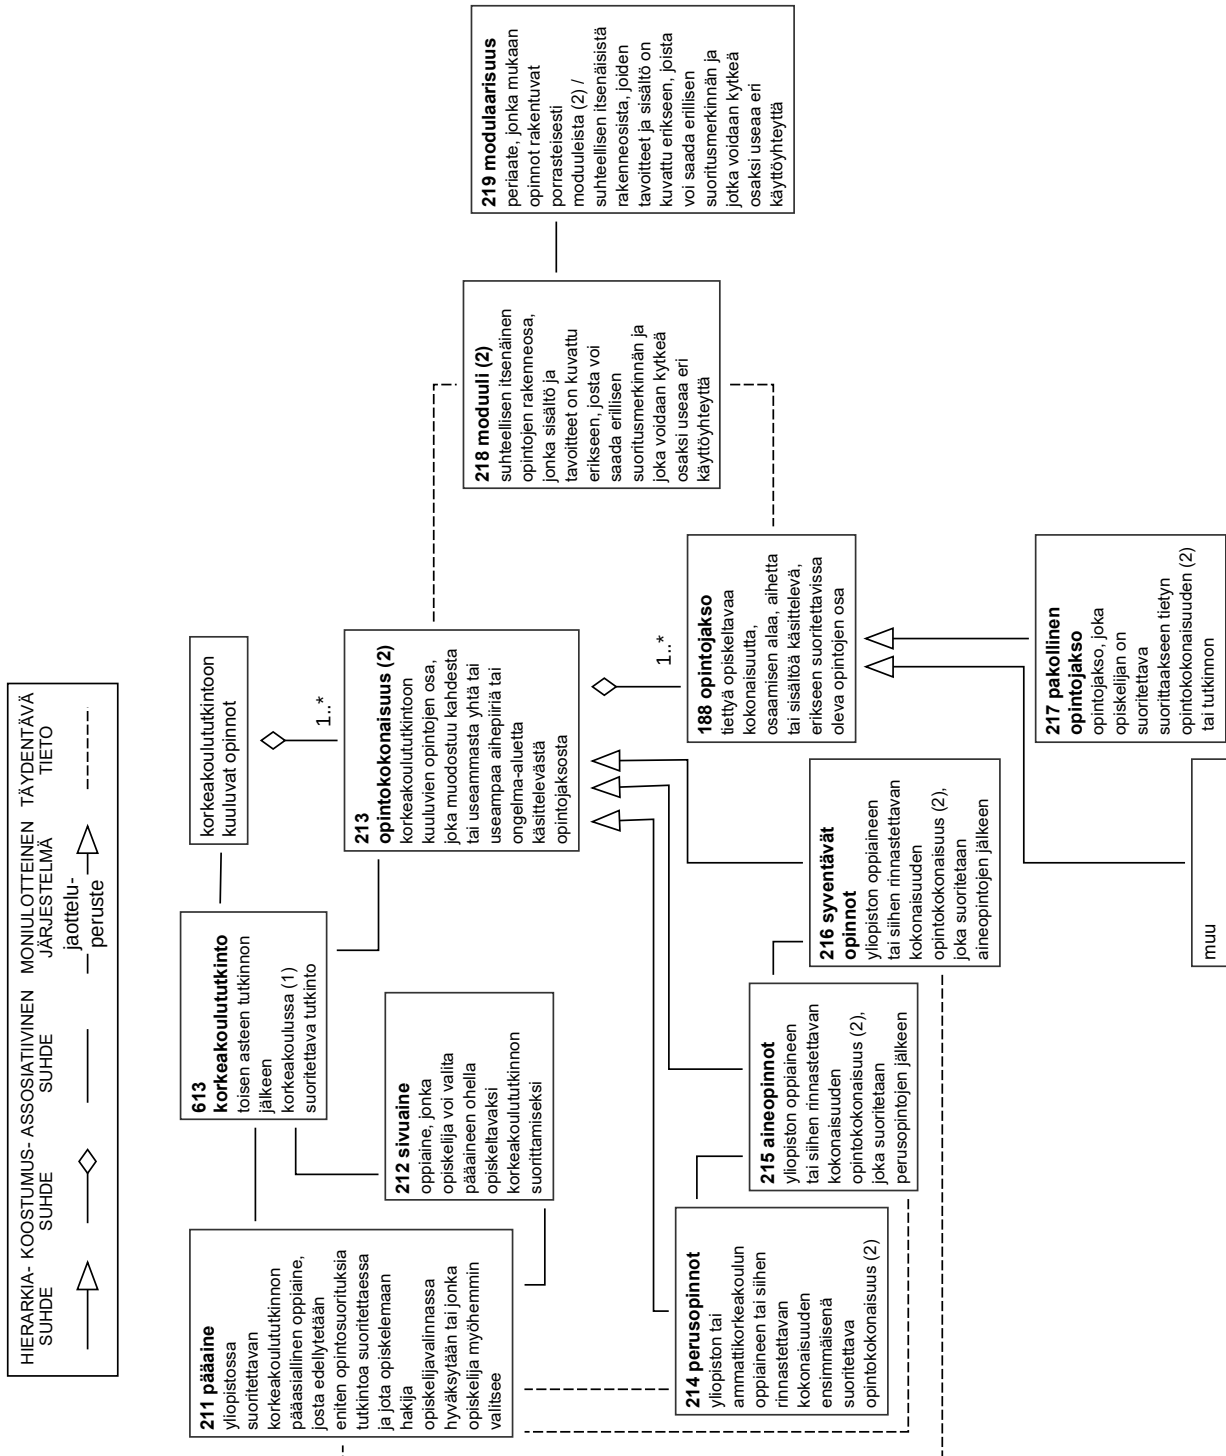 HIERARKIA-
SUHDE
KOOSTUMUS-
SUHDE
ASSOSIATIIVINEN
SUHDE
MONIULOTTEINEN
JÄRJESTELMÄ
jaottelu-
peruste
TÄYDENTÄVÄ
TIETO
korkeakoulututkintoon
kuuluvat opinnot
613
korkeakoulututkinto
toisen asteen tutkinnon
jälkeen
korkeakoulussa (1)
suoritettava tutkinto
211 pääaine
yliopistossa
suoritettavan
korkeakoulututkinnon
pääasiallinen oppiaine,
josta edellytetään
eniten opintosuorituksia
tutkintoa suoritettaessa
ja jota opiskelemaan
hakija
opiskelijavalinnassa
hyväksytään tai jonka
opiskelija myöhemmin
valitsee
212 sivuaine
oppiaine, jonka
opiskelija voi valita
pääaineen ohella
opiskeltavaksi
korkeakoulututkinnon
suorittamiseksi
1..*
213
opintokokonaisuus (2)
korkeakoulututkintoon
kuuluvien opintojen osa,
joka muodostuu kahdesta
tai useammasta yhtä tai
useampaa aihepiiriä tai
ongelma-aluetta
käsittelevästä
opintojaksosta
218 moduuli (2)
suhteellisen itsenäinen
opintojen rakenneosa,
jonka sisältö ja
tavoitteet on kuvattu
erikseen, josta voi
saada erillisen
suoritusmerkinnän ja
joka voidaan kytkeä
osaksi useaa eri
käyttöyhteyttä
219 modulaarisuus
periaate, jonka mukaan
opinnot rakentuvat
porrasteisesti
moduuleista (2) /
suhteellisen itsenäisistä
rakenneosista, joiden
tavoitteet ja sisältö on
kuvattu erikseen, joista
voi saada erillisen
suoritusmerkinnän ja
jotka voidaan kytkeä
osaksi useaa eri
käyttöyhteyttä
1..*
188 opintojakso
tiettyä opiskeltavaa
kokonaisuutta,
osaamisen alaa, aihetta
tai sisältöä käsittelevä,
erikseen suoritettavissa
oleva opintojen osa
214 perusopinnot
yliopiston tai
ammattikorkeakoulun
oppiaineen tai siihen
rinnastettavan
kokonaisuuden
ensimmäisenä
suoritettava
opintokokonaisuus (2)
215 aineopinnot
yliopiston oppiaineen
tai siihen rinnastettavan
kokonaisuuden
opintokokonaisuus (2),
joka suoritetaan
perusopintojen jälkeen
216 syventävät
opinnot
yliopiston oppiaineen
tai siihen rinnastettavan
kokonaisuuden
opintokokonaisuus (2),
joka suoritetaan
aineopintojen jälkeen
217 pakollinen
opintojakso
opintojakso, joka
opiskelijan on
suoritettava
suorittaakseen tietyn
opintokokonaisuuden (2)
tai tutkinnon
muu